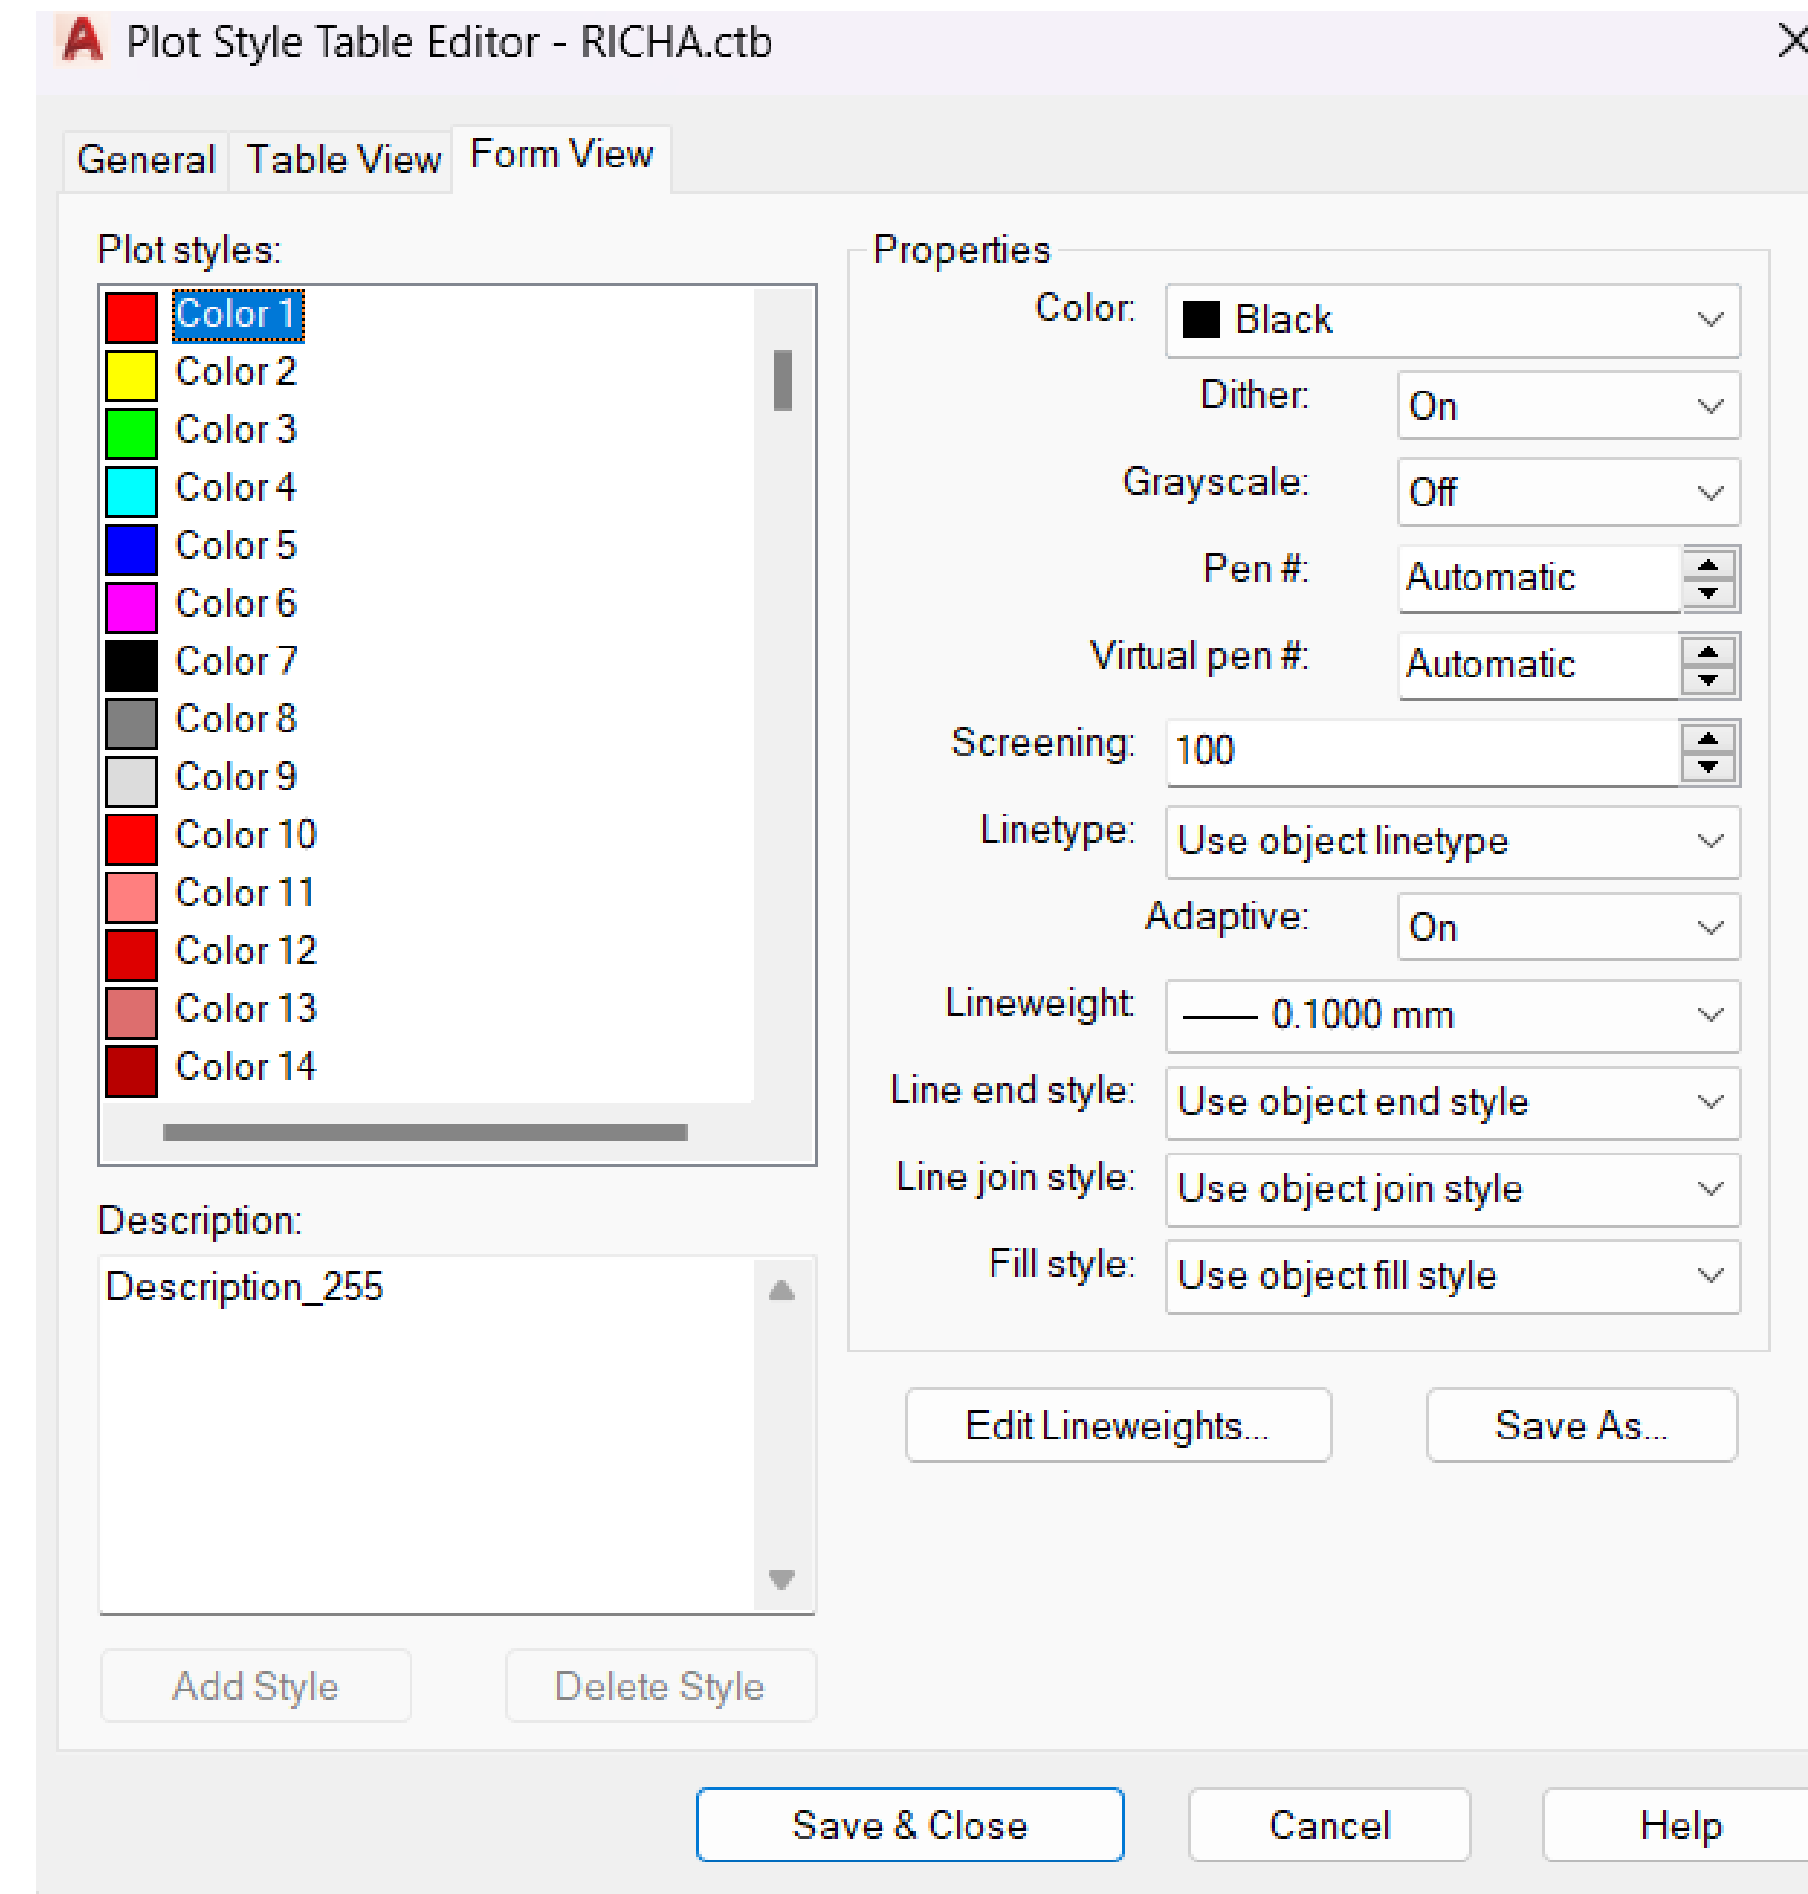 Plot Style Table Editor - RICHA.ctb
General
Table View
Form View
Plot styles:
Color 1
Color 2
Color 3
Color 4
Color 5
Color 6
Color 7
Color 8
Color 9
Color 10
Color 11
Color 12
Color 13
Color 14
Description:
Description_255
Add Style
Delete Style
Properties
Color: Black
Dither: On
Grayscale: Off
Pen #: Automatic
Virtual pen #: Automatic
Screening: 100
Linetype: Use object linetype
Adaptive: On
Lineweight: 0.1000 mm
Line end style: Use object end style
Line join style: Use object join style
Fill style: Use object fill style
Edit Lineweights...
Save As...
Save & Close
Cancel
Help